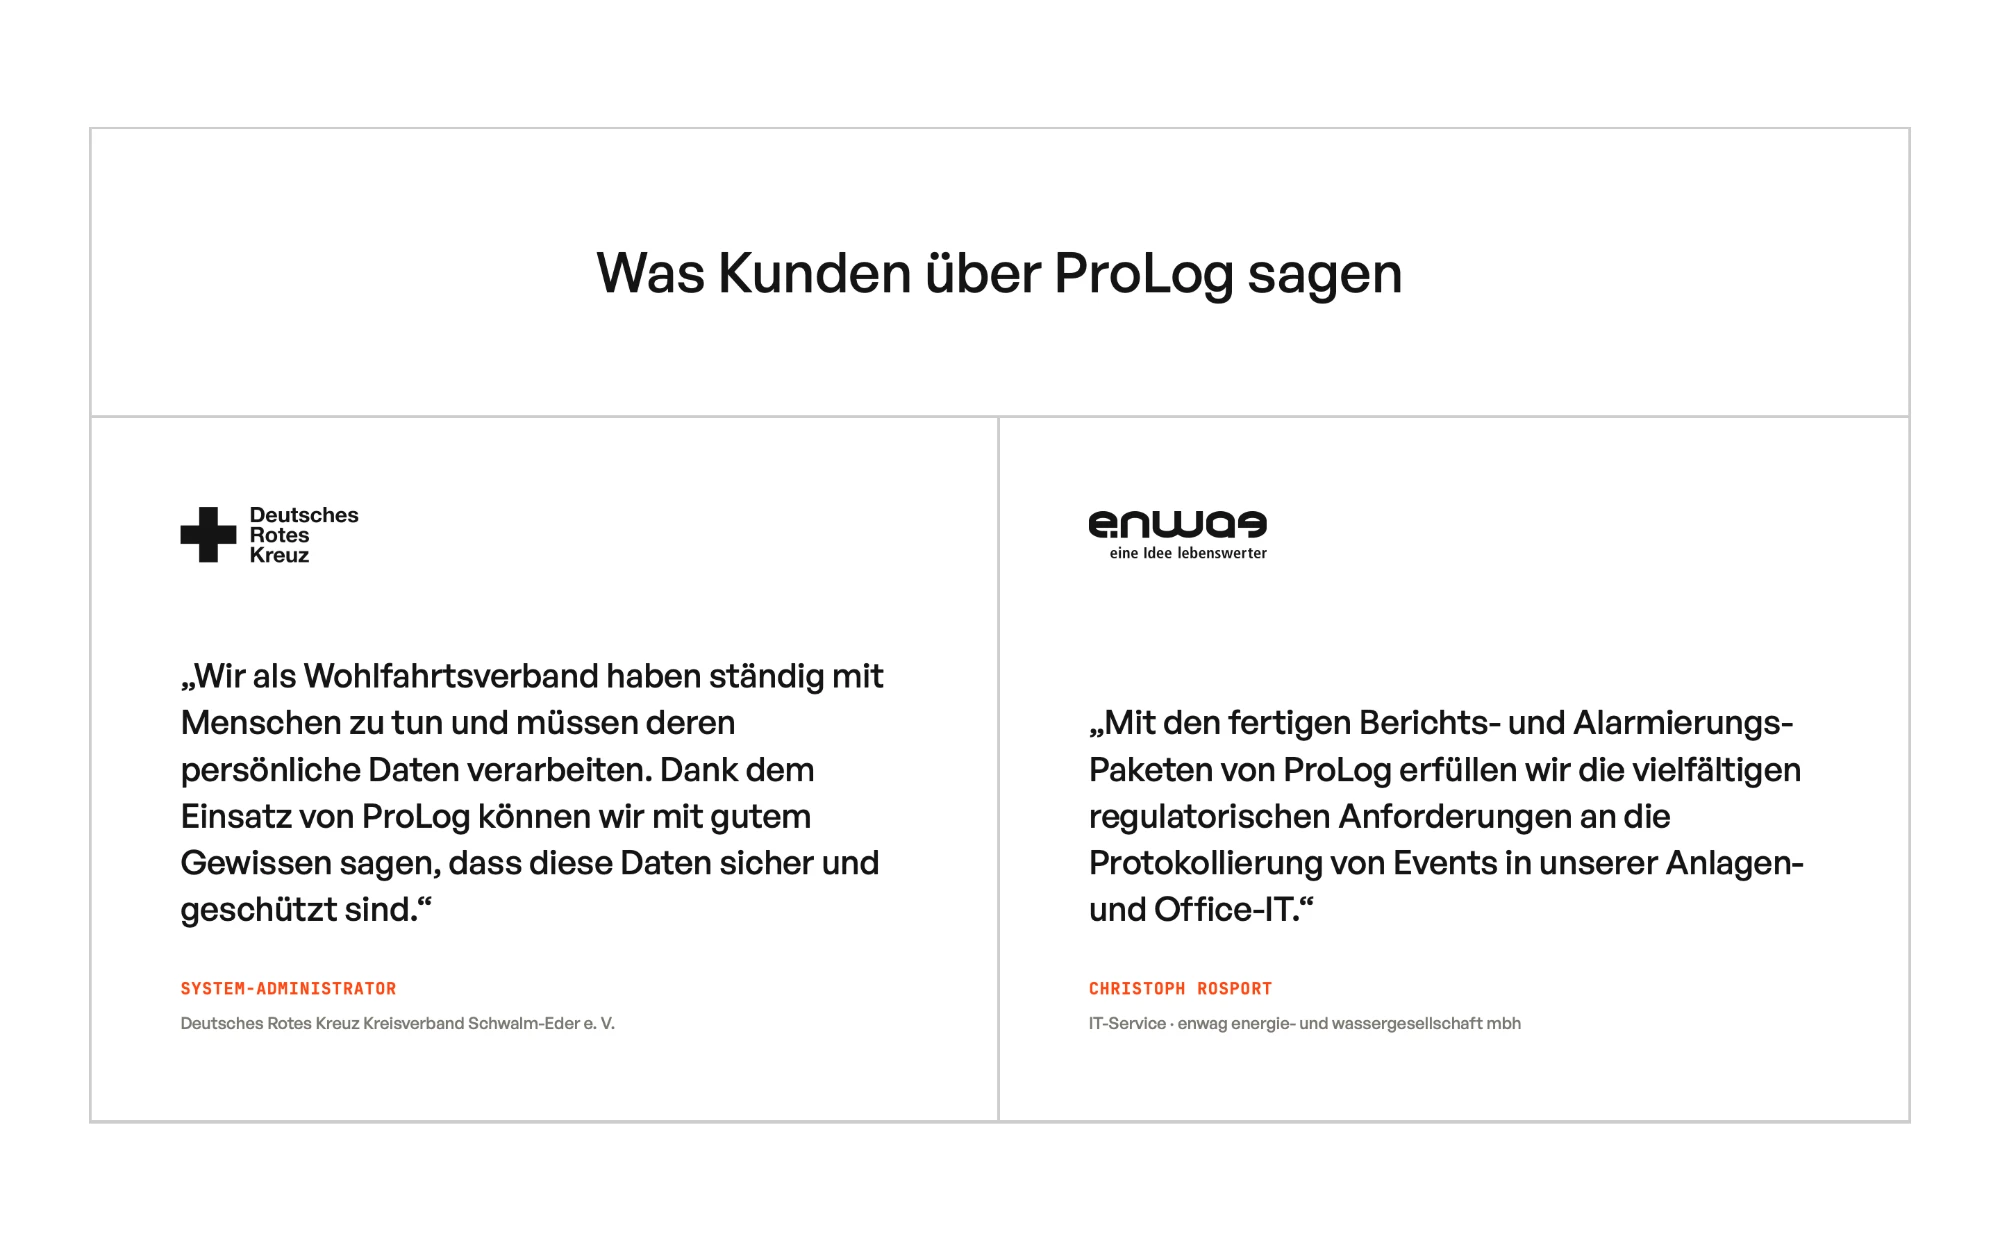 Was Kunden über ProLog sagen
Deutsches
Rotes
Kreuz
„Wir als Wohlfahrtsverband haben ständig mit
Menschen zu tun und müssen deren
persönliche Daten verarbeiten. Dank dem
Einsatz von ProLog können wir mit gutem
Gewissen sagen, dass diese Daten sicher und
geschützt sind.“
SYSTEM-ADMINISTRATOR
Deutsches Rotes Kreuz Kreisverband Schwalm-Eder e. V.
enwag
eine Idee lebenswerter
„Mit den fertigen Berichts- und Alarmierungs-
Paketen von ProLog erfüllen wir die vielfältigen
regulatorischen Anforderungen an die
Protokollierung von Events in unserer Anlagen-
und Office-IT.“
CHRISTOPH ROSPORT
IT-Service · enwag energie- und wassergesellschaft mbh